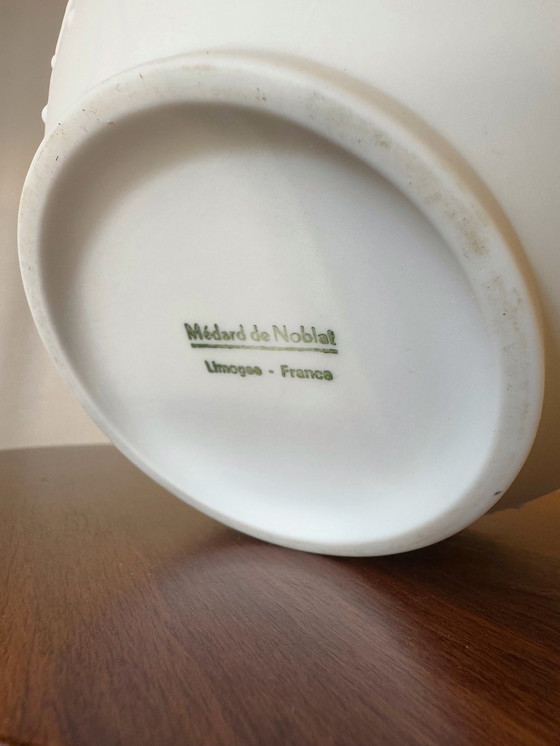 Médard de Noblat
Limoges - France